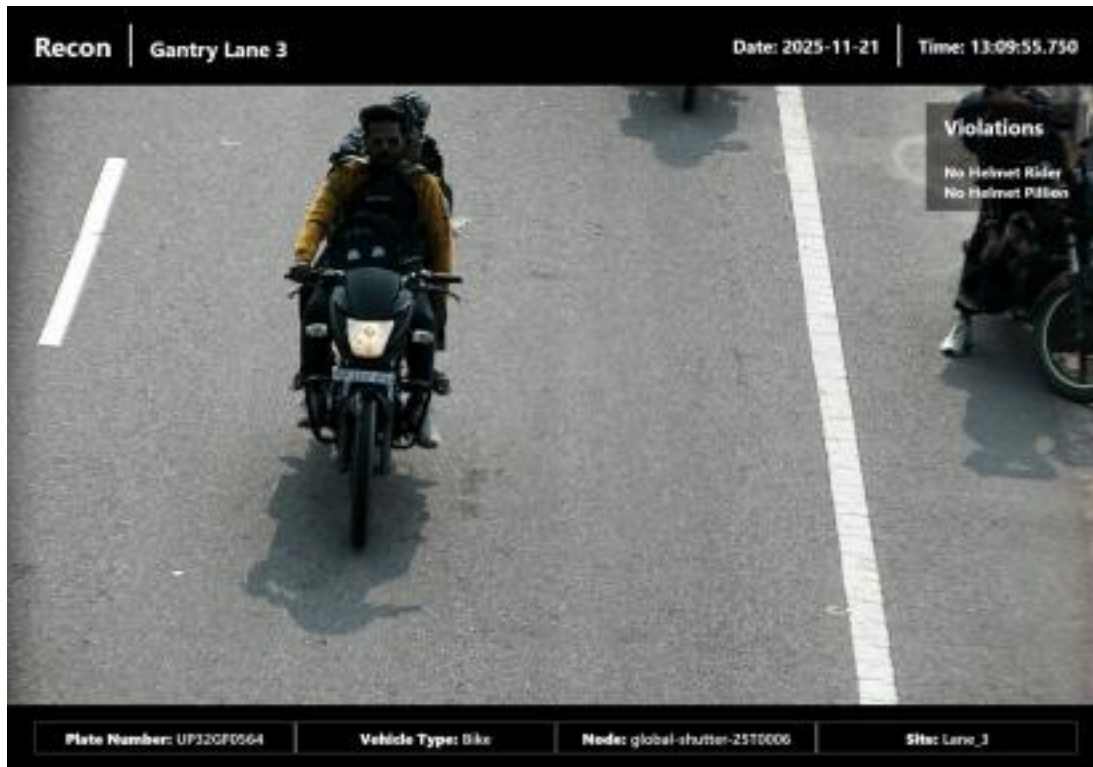 Recon
Gantry Lane 3
Date: 2025-11-21
Time: 13:09:55.750
Violations
No Helmet Rider
No Helmet Pillion
Plate Number: UP32GF0564
Vehicle Type: Bike
Node: global-shutter-25T0006
Site: Lane_3